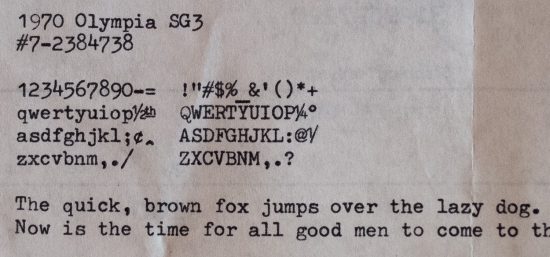 1970 Olympia SG3
#7-2384738
1234567890-= !"#$%_&'()*+
qwertyuiop½ QWERTYUIOP¼°
asdfghjkl;¢ ASDFGHJKL:@
zxcvbnm,./ ZXCVBNM,.?
The quick, brown fox jumps over the lazy dog.
Now is the time for all good men to come to th